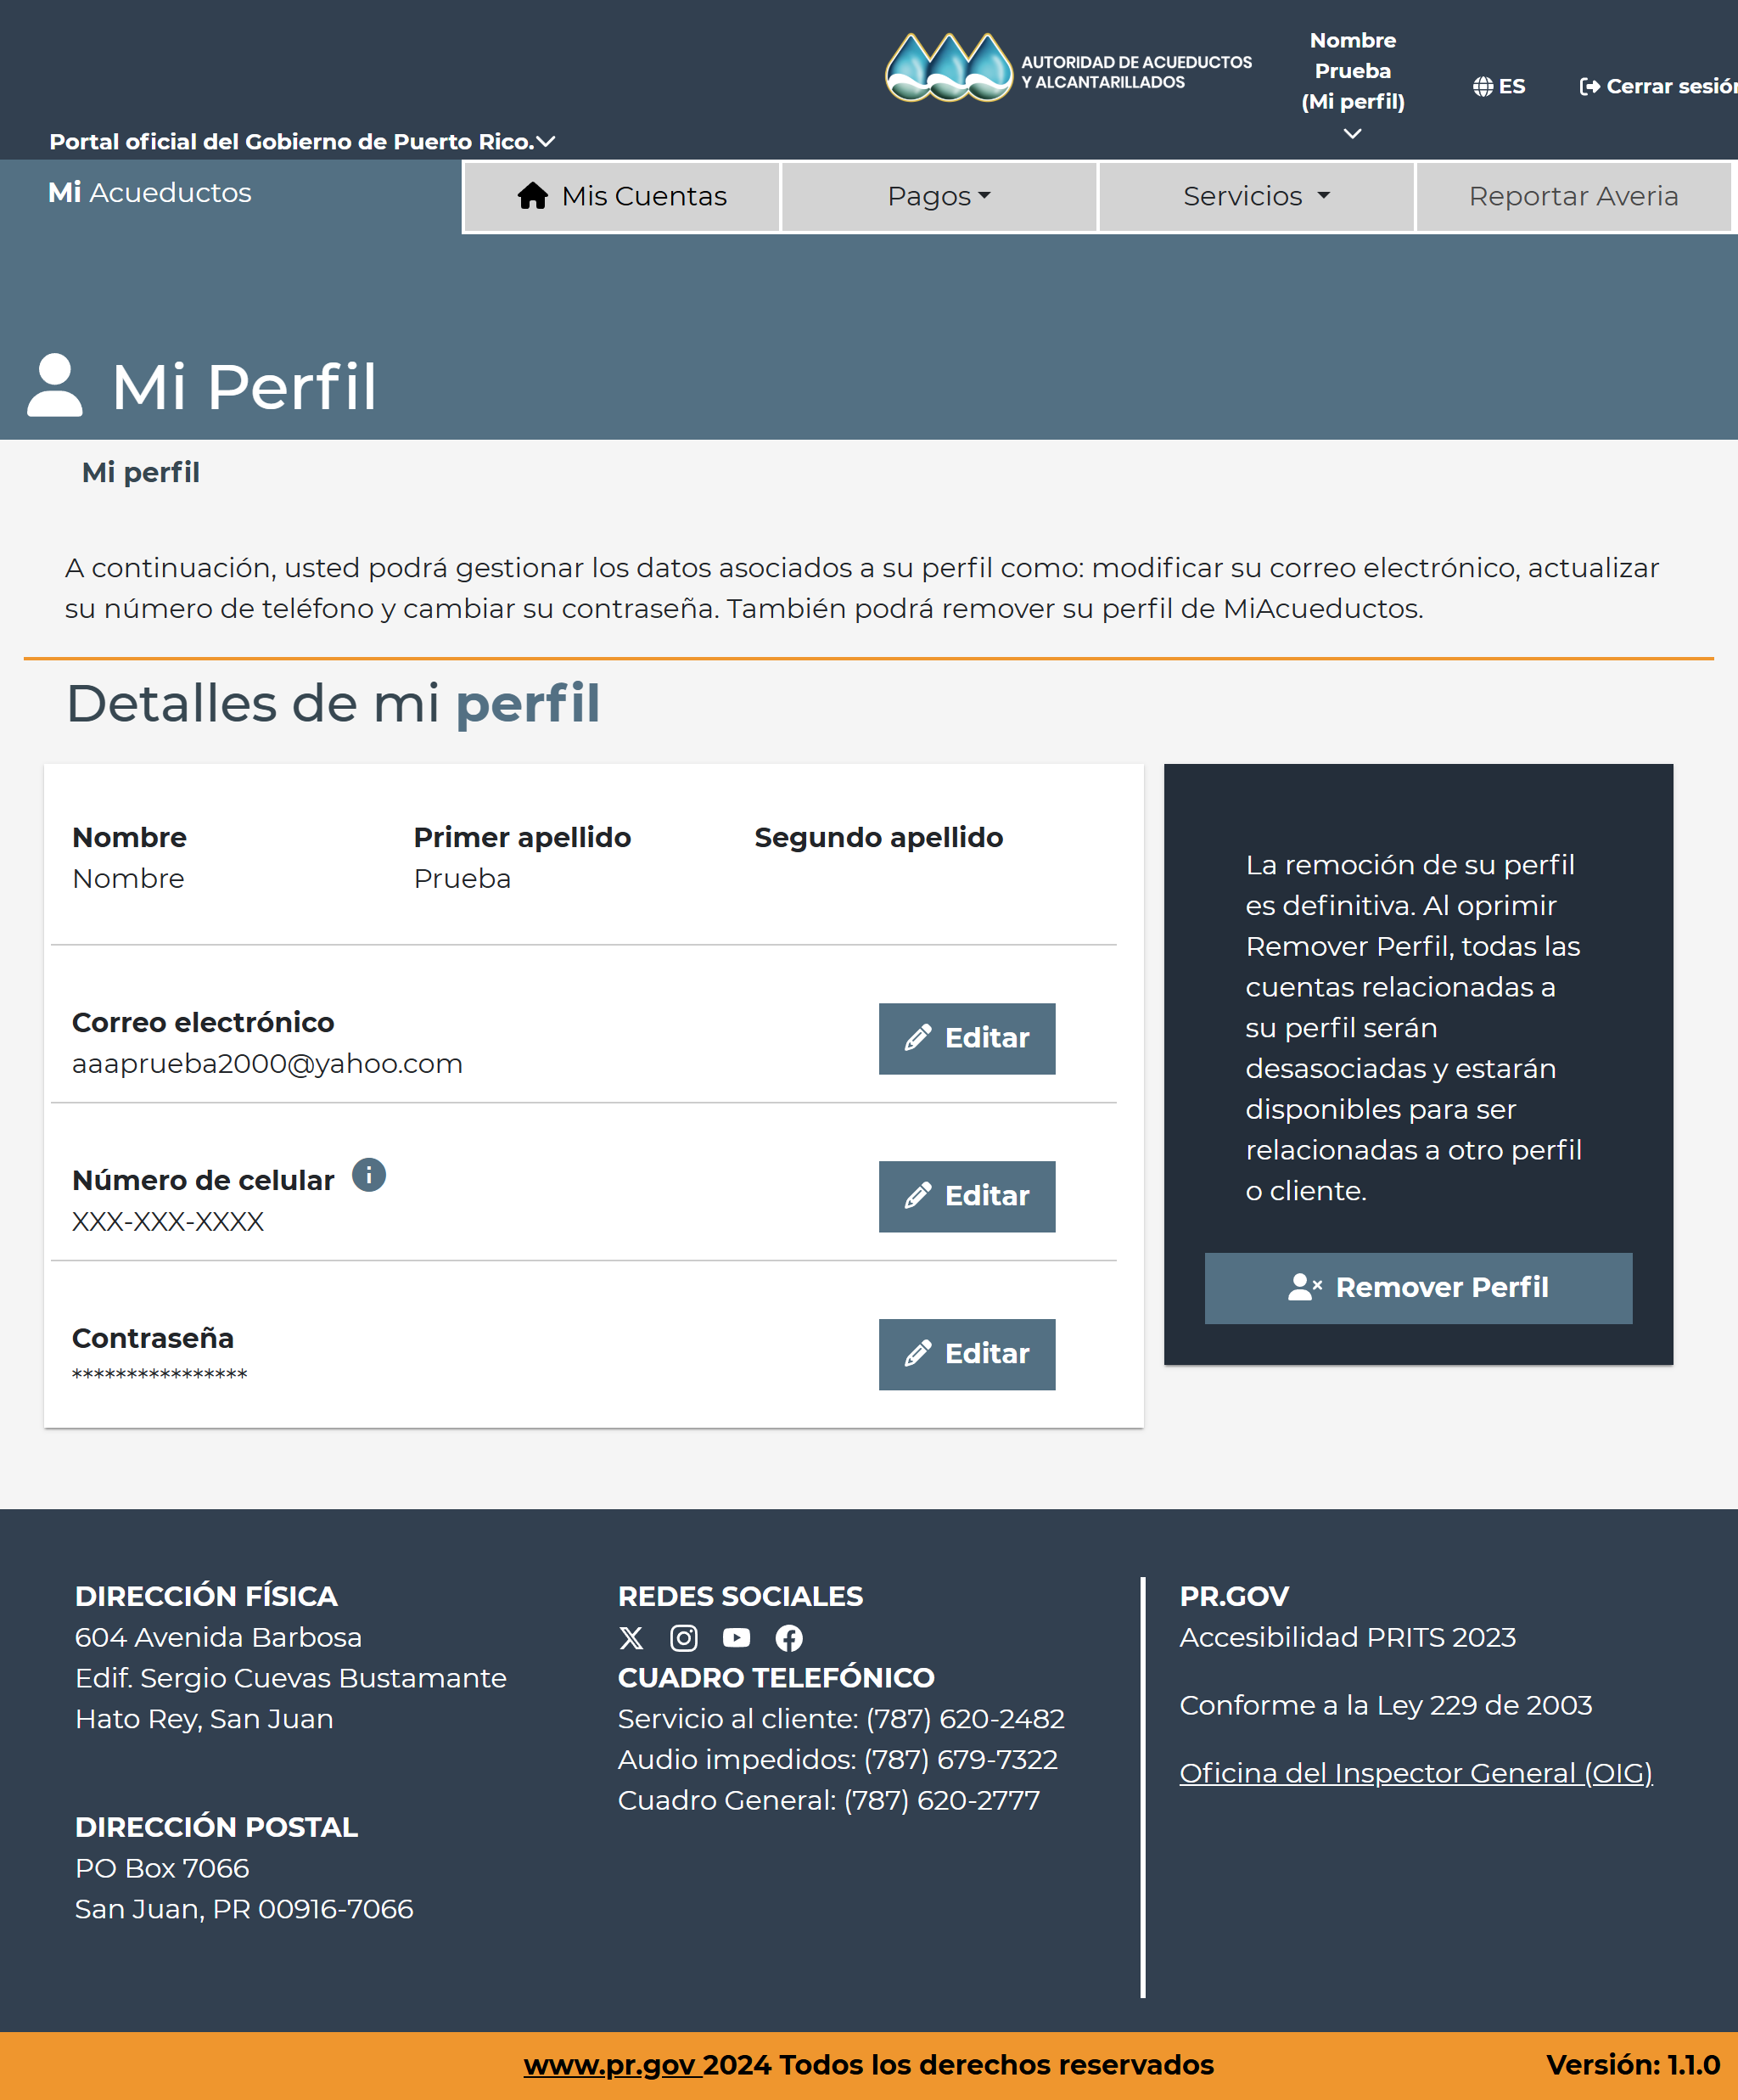 AUTORIDAD DE ACUEDUCTOS
Y ALCANTARILLADOS
Nombre
Prueba
(Mi perfil)
ES
Cerrar sesión
Portal oficial del Gobierno de Puerto Rico.
Mi Acueductos
Mis Cuentas
Pagos
Servicios
Reportar Averia
Mi Perfil
Mi perfil
A continuación, usted podrá gestionar los datos asociados a su perfil como: modificar su correo electrónico, actualizar
su número de teléfono y cambiar su contraseña. También podrá remover su perfil de MiAcueductos.
Detalles de mi perfil
Nombre
Nombre
Primer apellido
Prueba
Segundo apellido
Correo electrónico
aaaprueba2000@yahoo.com
Editar
Número de celular
XXX-XXX-XXXX
Editar
Contraseña
****************
Editar
La remoción de su perfil
es definitiva. Al oprimir
Remover Perfil, todas las
cuentas relacionadas a
su perfil serán
desasociadas y estarán
disponibles para ser
relacionadas a otro perfil
o cliente.
Remover Perfil
DIRECCIÓN FÍSICA
604 Avenida Barbosa
Edif. Sergio Cuevas Bustamante
Hato Rey, San Juan
DIRECCIÓN POSTAL
PO Box 7066
San Juan, PR 00916-7066
REDES SOCIALES
CUADRO TELEFÓNICO
Servicio al cliente: (787) 620-2482
Audio impedidos: (787) 679-7322
Cuadro General: (787) 620-2777
PR.GOV
Accesibilidad PRITS 2023
Conforme a la Ley 229 de 2003
Oficina del Inspector General (OIG)
www.pr.gov 2024 Todos los derechos reservados
Versión: 1.1.0